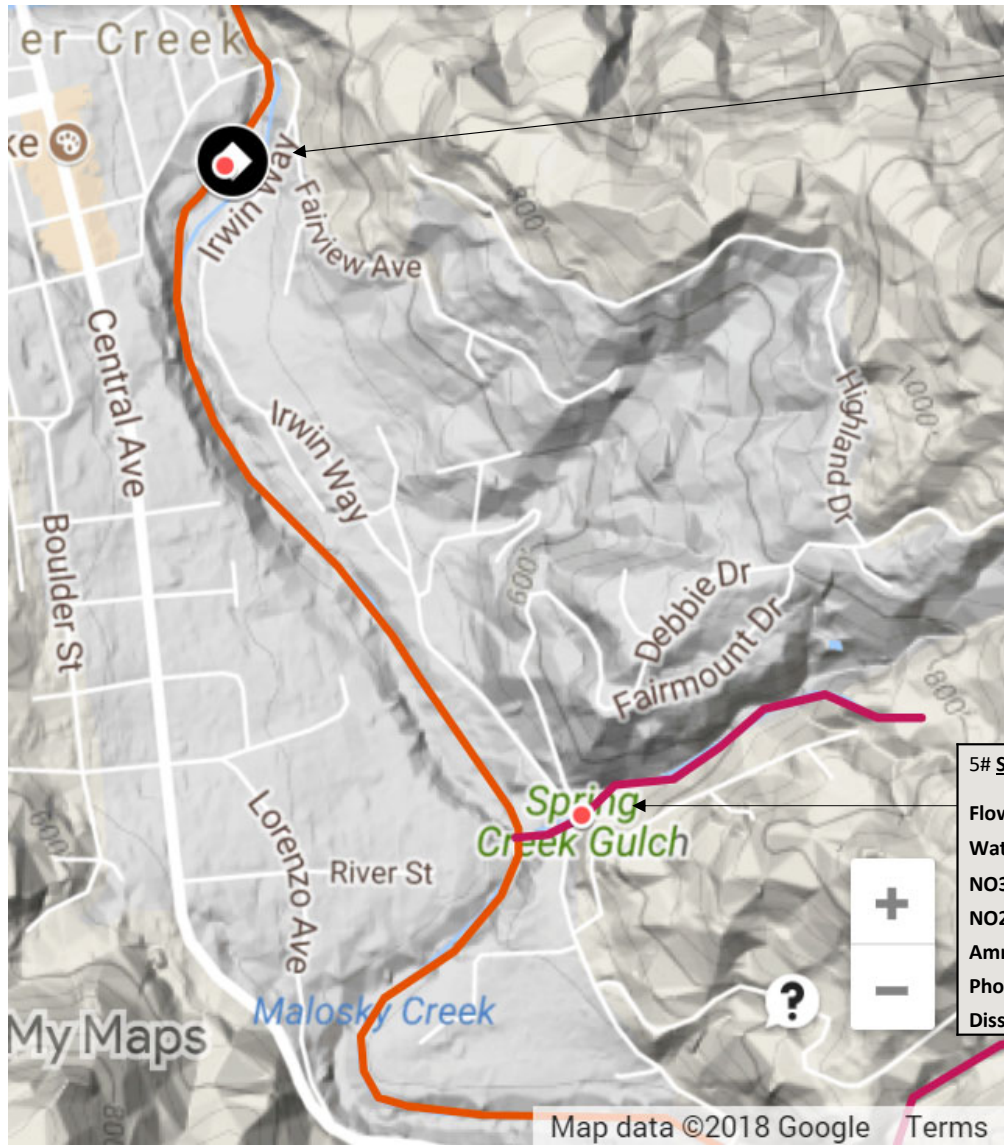 er Creek
ke
Irwin Way
Fairview Ave
800'
Central Ave
Highland Dr
1000'
Irwin Way
Boulder St
600'
Debbie Dr
Fairmount Dr
800'
5# S
Spring
Creek Gulch
Flow
Wat
NO3
NO2
Amm
Pho
Diss
600'
River St
Lorenzo Ave
+
−
?
Malosky Creek
My Maps
800'
Map data ©2018 Google Terms